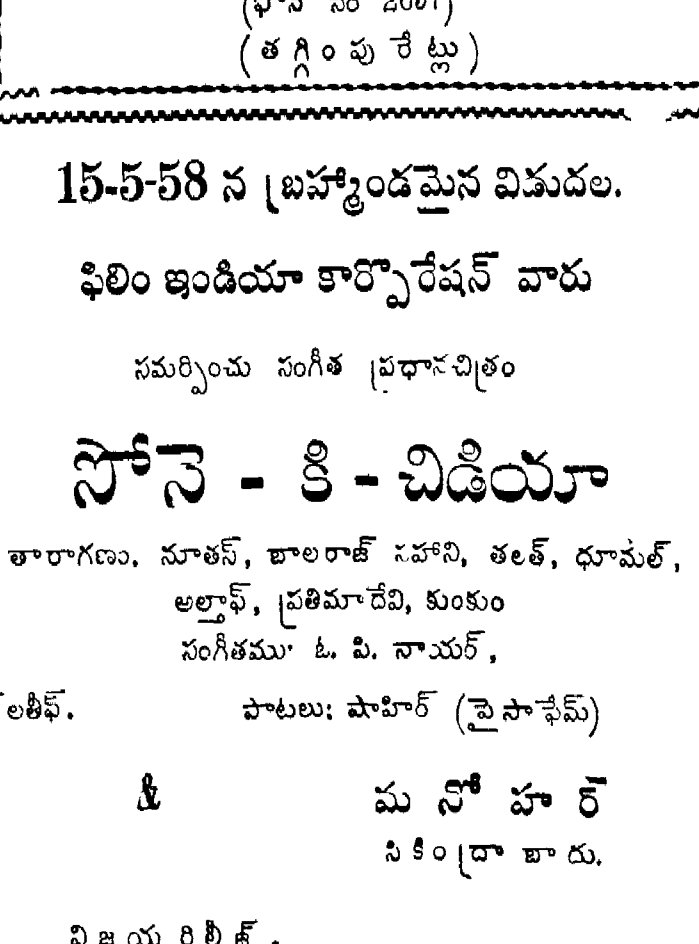 (తగ్గింపు రేట్లు)
15-5-58 న బ్రహ్మాండమైన విడుదల.
ఫిలిం ఇండియా కార్పొరేషన్ వారు
సమర్పించు సంగీత ప్రధానచిత్రం
సోనె - కి - చిడియా
తారాగణం. నూతన్, బాలరాజ్ సహాని, తలత్, ధూమల్,
అల్తాఫ్, ప్రతిమాదేవి, కుంకుం
సంగీతము· ఓ. పి. నాయర్,
లతీఫ్. పాటలు: షాహిర్ (ప్యైసాఫేమ్)
& మనోహర్
సికింద్రాబాదు.
విజయ రిలీజ్.